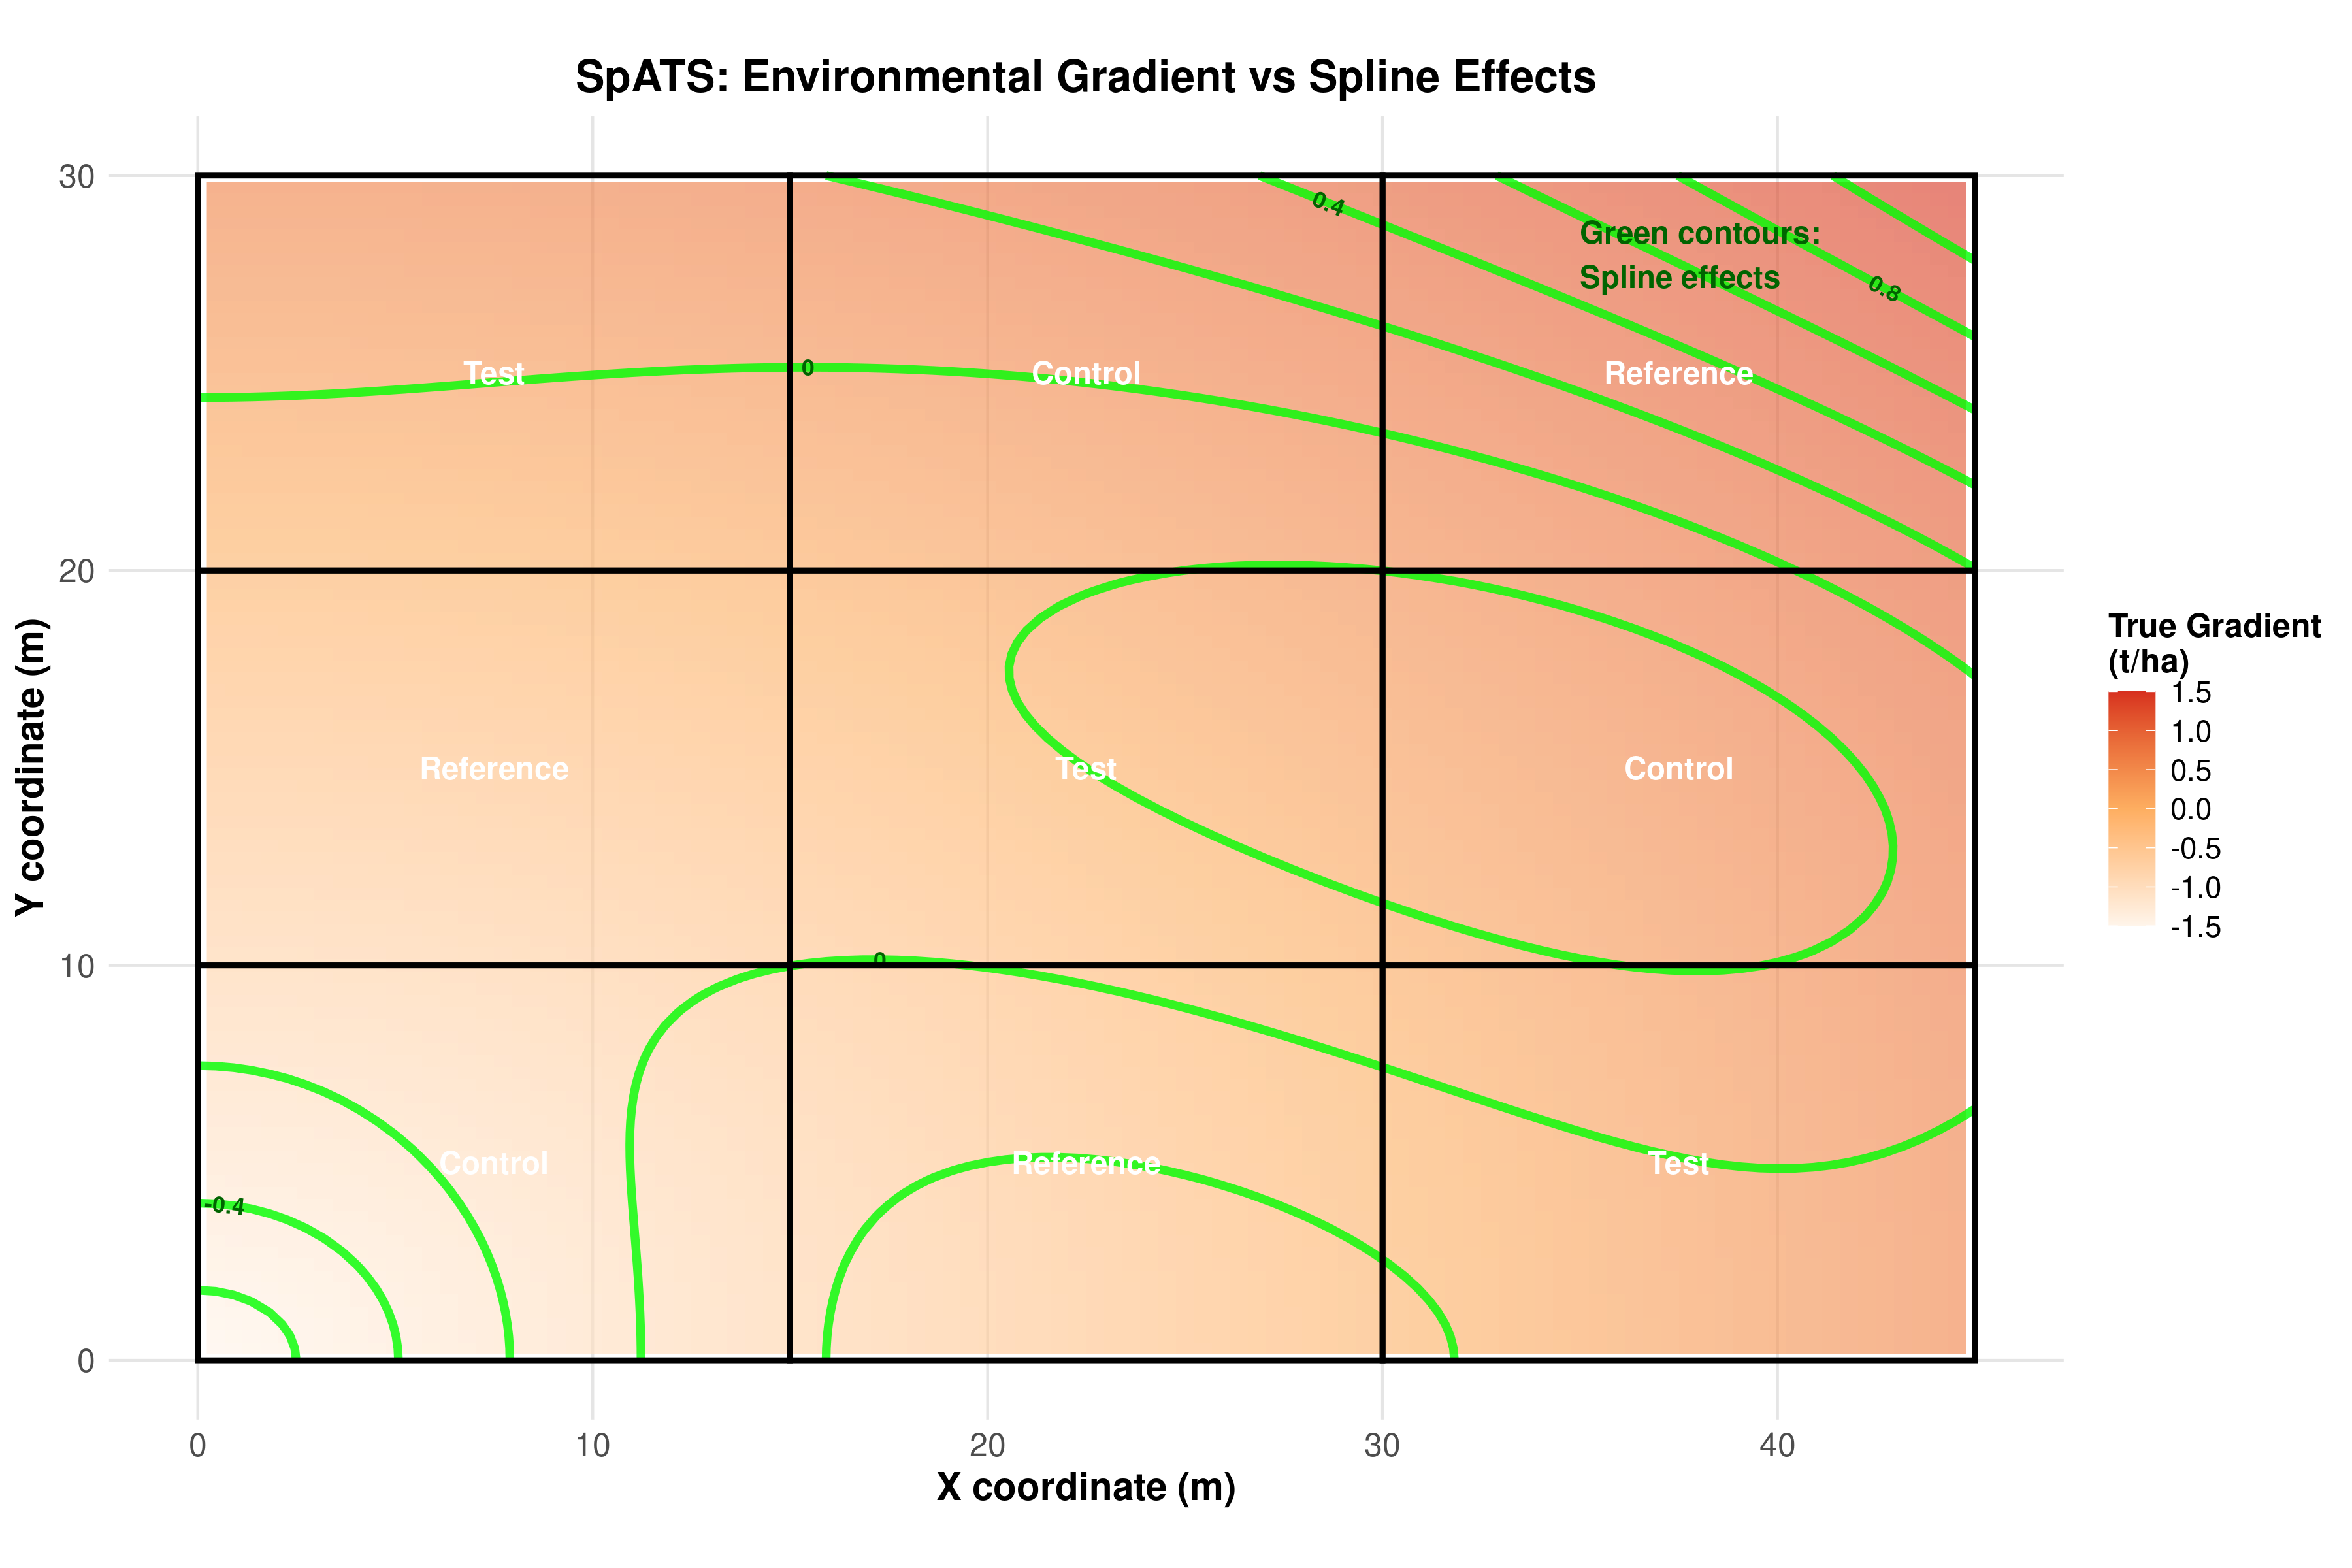 SpATS: Environmental Gradient vs Spline Effects
30
20
10
0
Y coordinate (m)
0.4
Green contours:
Spline effects
0.8
Test
0
Control
Reference
Reference
Test
Control
0
Control
Reference
Test
-0.4
0
10
20
30
40
X coordinate (m)
True Gradient
(t/ha)
1.5
1.0
0.5
0.0
-0.5
-1.0
-1.5